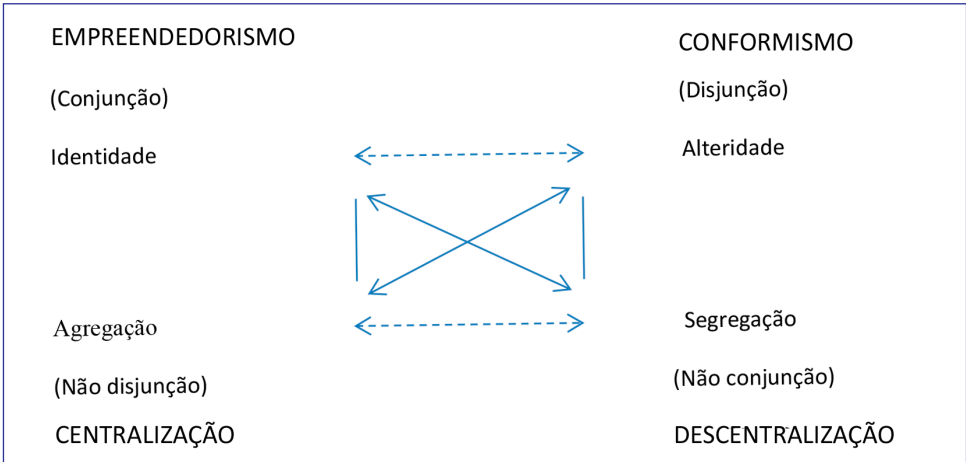 EMPREENDEDORISMO
CONFORMISMO
(Conjunção)
(Disjunção)
Identidade
Alteridade
Agregação
Segregação
(Não disjunção)
(Não conjunção)
CENTRALIZAÇÃO
DESCENTRALIZAÇÃO